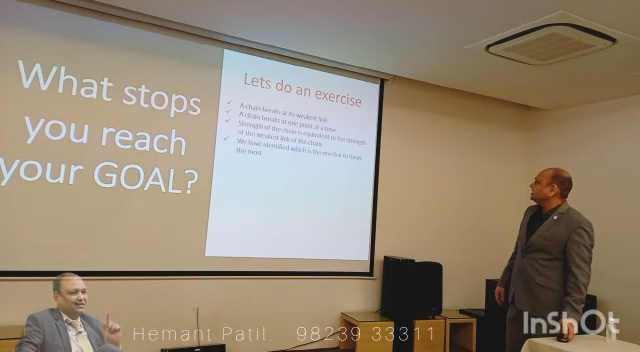 What stops
you reach
your GOAL?
Lets do an exercise
A chain breaks at its weakest link
A chain breaks at one point at a time
Strength of the chain is equivalent to the strength
of the weakest link of the chain
We have identified which is the one link to focus
the most
Hemant Patil: 98239 33311
InShOt